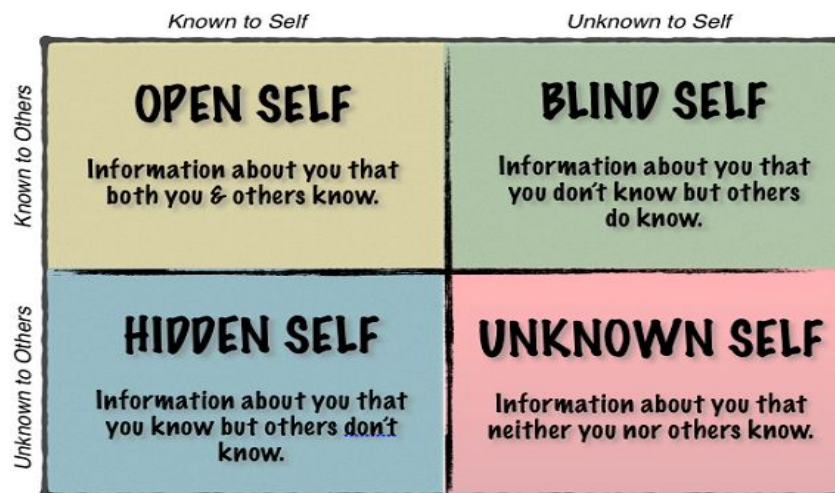 Known to Self
Unknown to Self
Known to Others
OPEN SELF
Information about you that
both you & others know.
BLIND SELF
Information about you that
you don't know but others
do know.
Unknown to Others
HIDDEN SELF
Information about you that
you know but others don't
know.
UNKNOWN SELF
Information about you that
neither you nor others know.